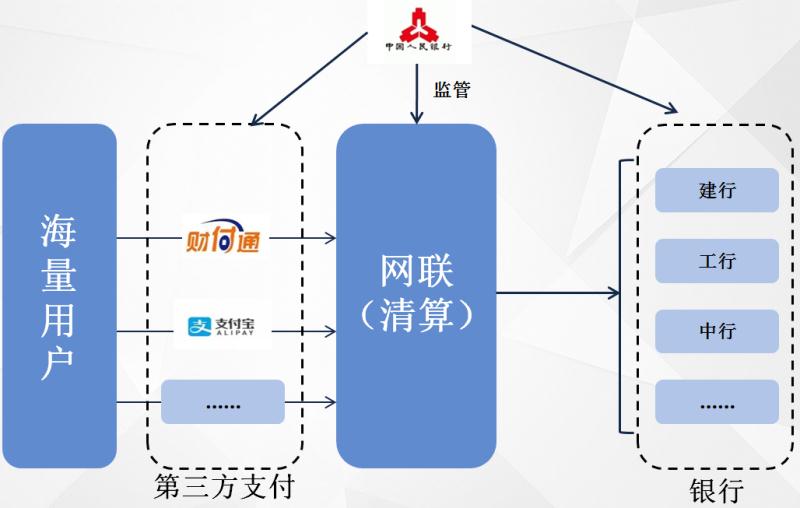 中国人民银行
监管
海量用户
财付通
支付宝
ALIPAY
......
第三方支付
网联
（清算）
建行
工行
中行
......
银行